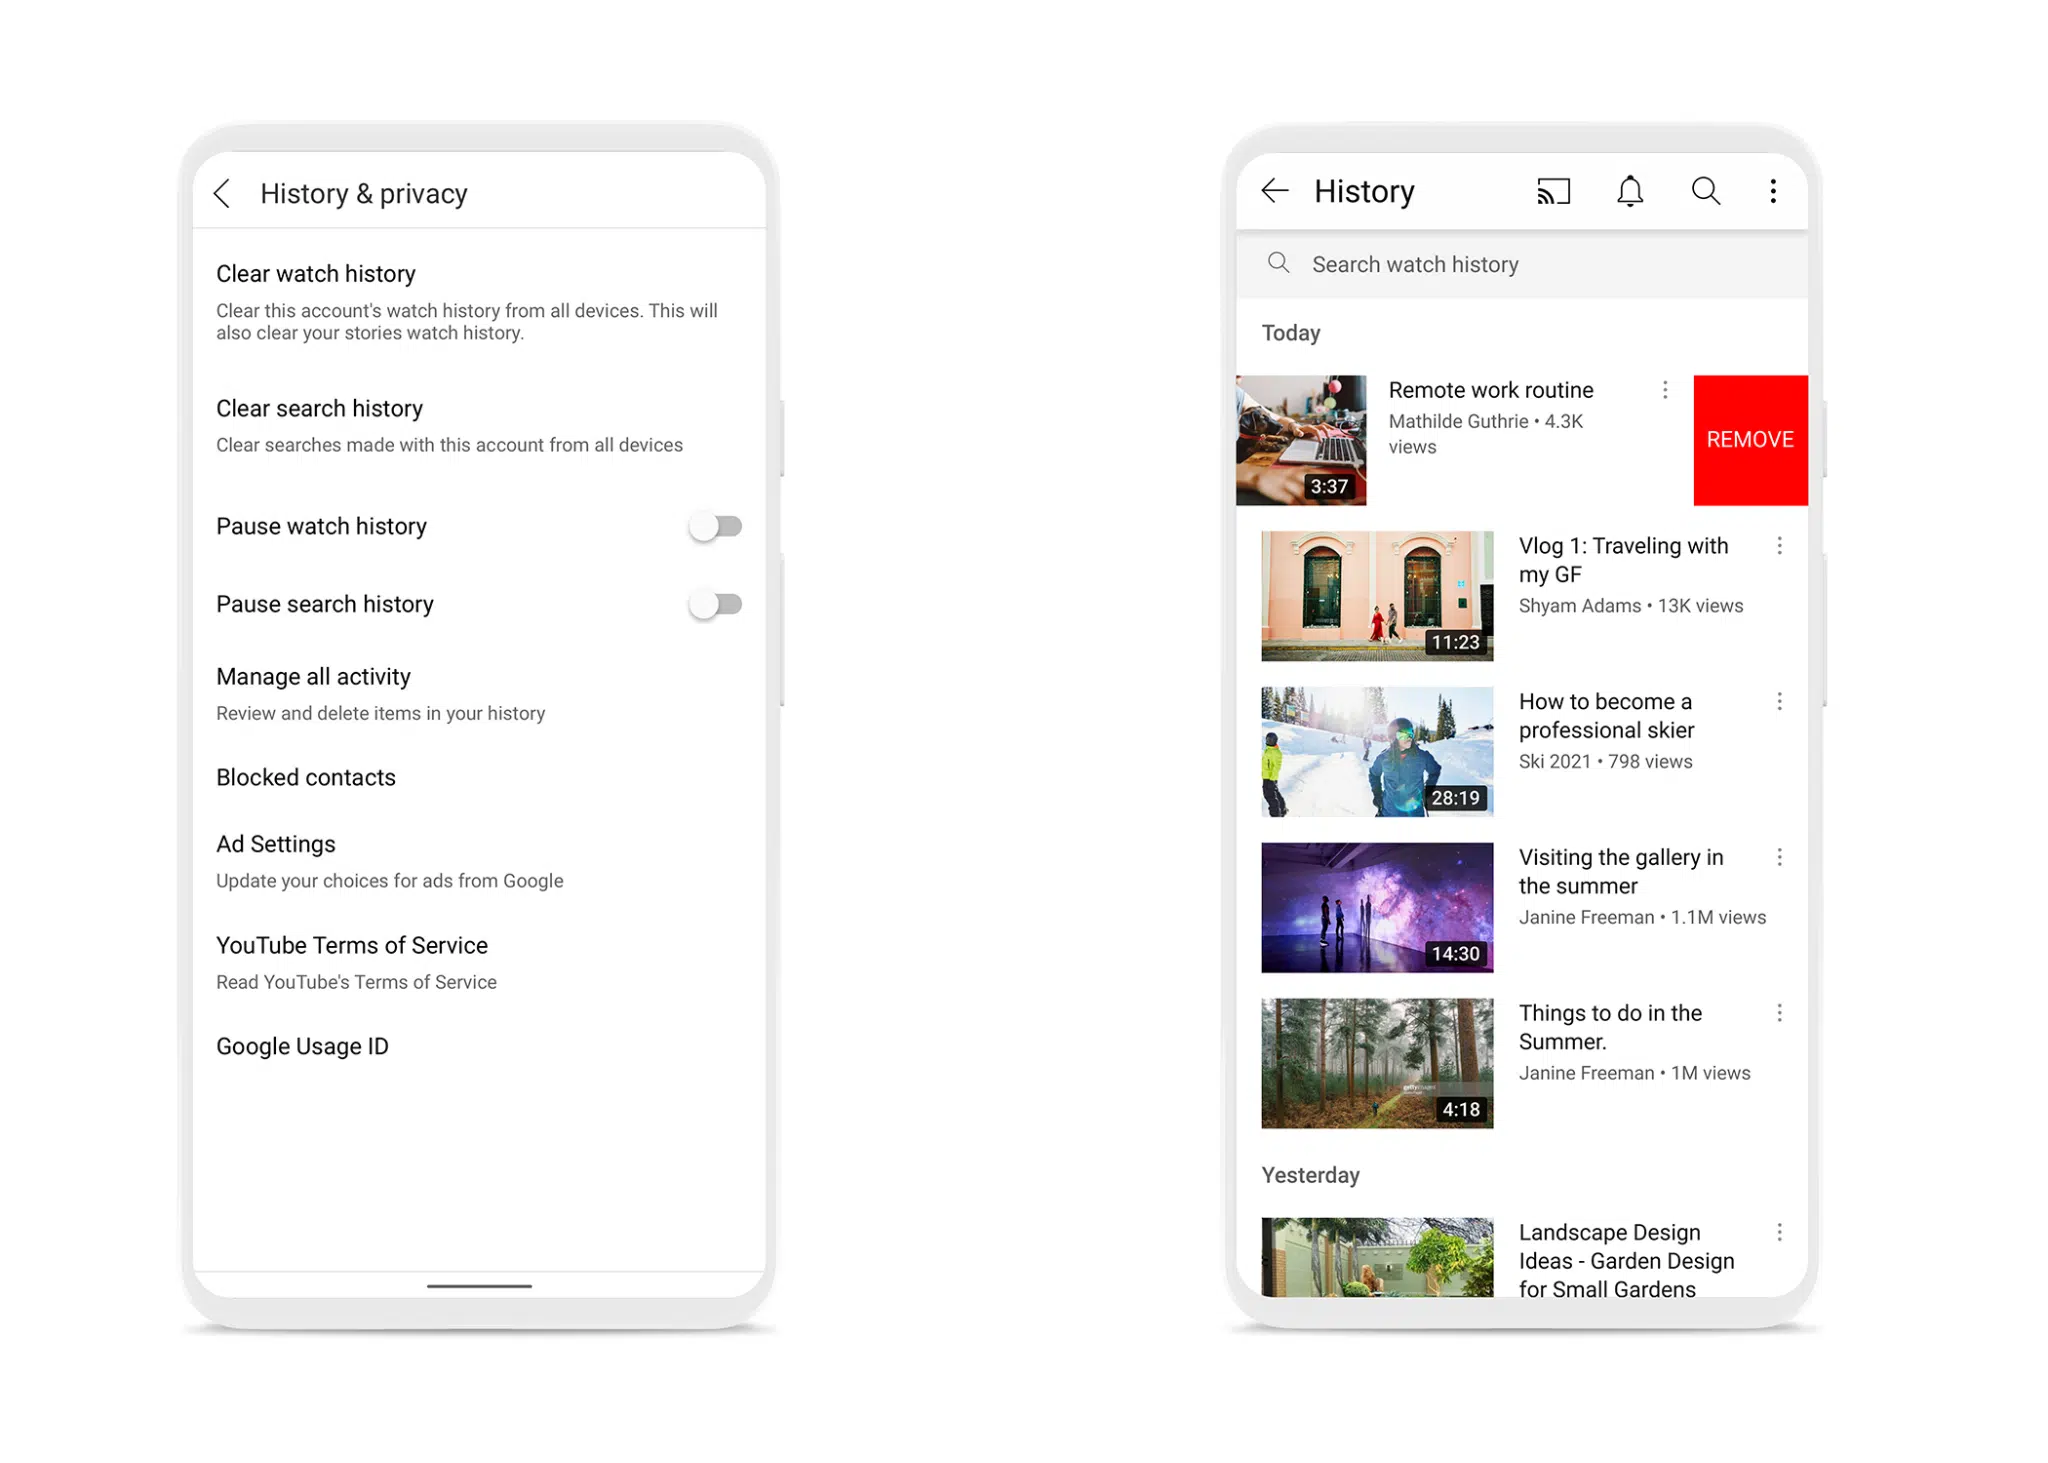 History & privacy
Clear watch history
Clear this account's watch history from all devices. This will
also clear your stories watch history.
Clear search history
Clear searches made with this account from all devices
Pause watch history
Pause search history
Manage all activity
Review and delete items in your history
Blocked contacts
Ad Settings
Update your choices for ads from Google
YouTube Terms of Service
Read YouTube's Terms of Service
Google Usage ID
History
Search watch history
Today
Remote work routine
Mathilde Guthrie • 4.3K
views
3:37
REMOVE
Vlog 1: Traveling with
my GF
Shyam Adams • 13K views
11:23
How to become a
professional skier
Ski 2021 • 798 views
28:19
Visiting the gallery in
the summer
Janine Freeman • 1.1M views
14:30
Things to do in the
Summer.
Janine Freeman • 1M views
4:18
Yesterday
Landscape Design
Ideas - Garden Design
for Small Gardens